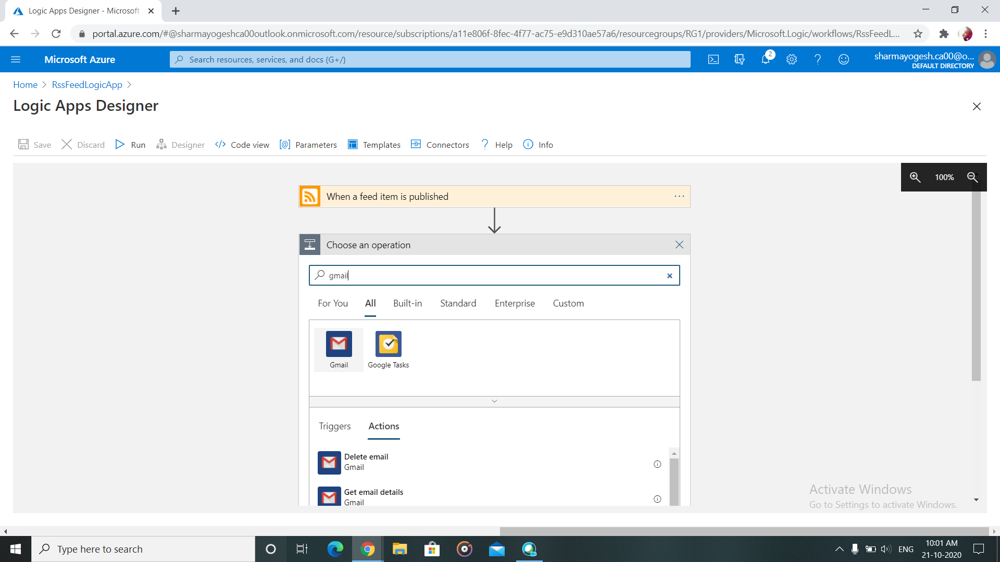 Logic Apps Designer - Microsoft
portal.azure.com/#@sharmayogeshca00outlook.onmicrosoft.com/resource/subscriptions/a11e806f-8fec-4f77-ac75-e9d310ae57a6/resourcegroups/RG1/providers/Microsoft.Logic/workflows/RssFeedL...
Microsoft Azure
Search resources, services, and docs (G+/)
2
sharmayogesh.ca00@o...
DEFAULT DIRECTORY
Home > RssFeedLogicApp >
Logic Apps Designer
Save Discard Run Designer Code view Parameters Templates Connectors Help Info
100%
When a feed item is published
Choose an operation
gmail
For You All Built-in Standard Enterprise Custom
Gmail Google Tasks
Triggers Actions
Delete email
Gmail
Get email details
Gmail
Activate Windows
Go to Settings to activate Windows.
Type here to search
ENG
10:01 AM
21-10-2020